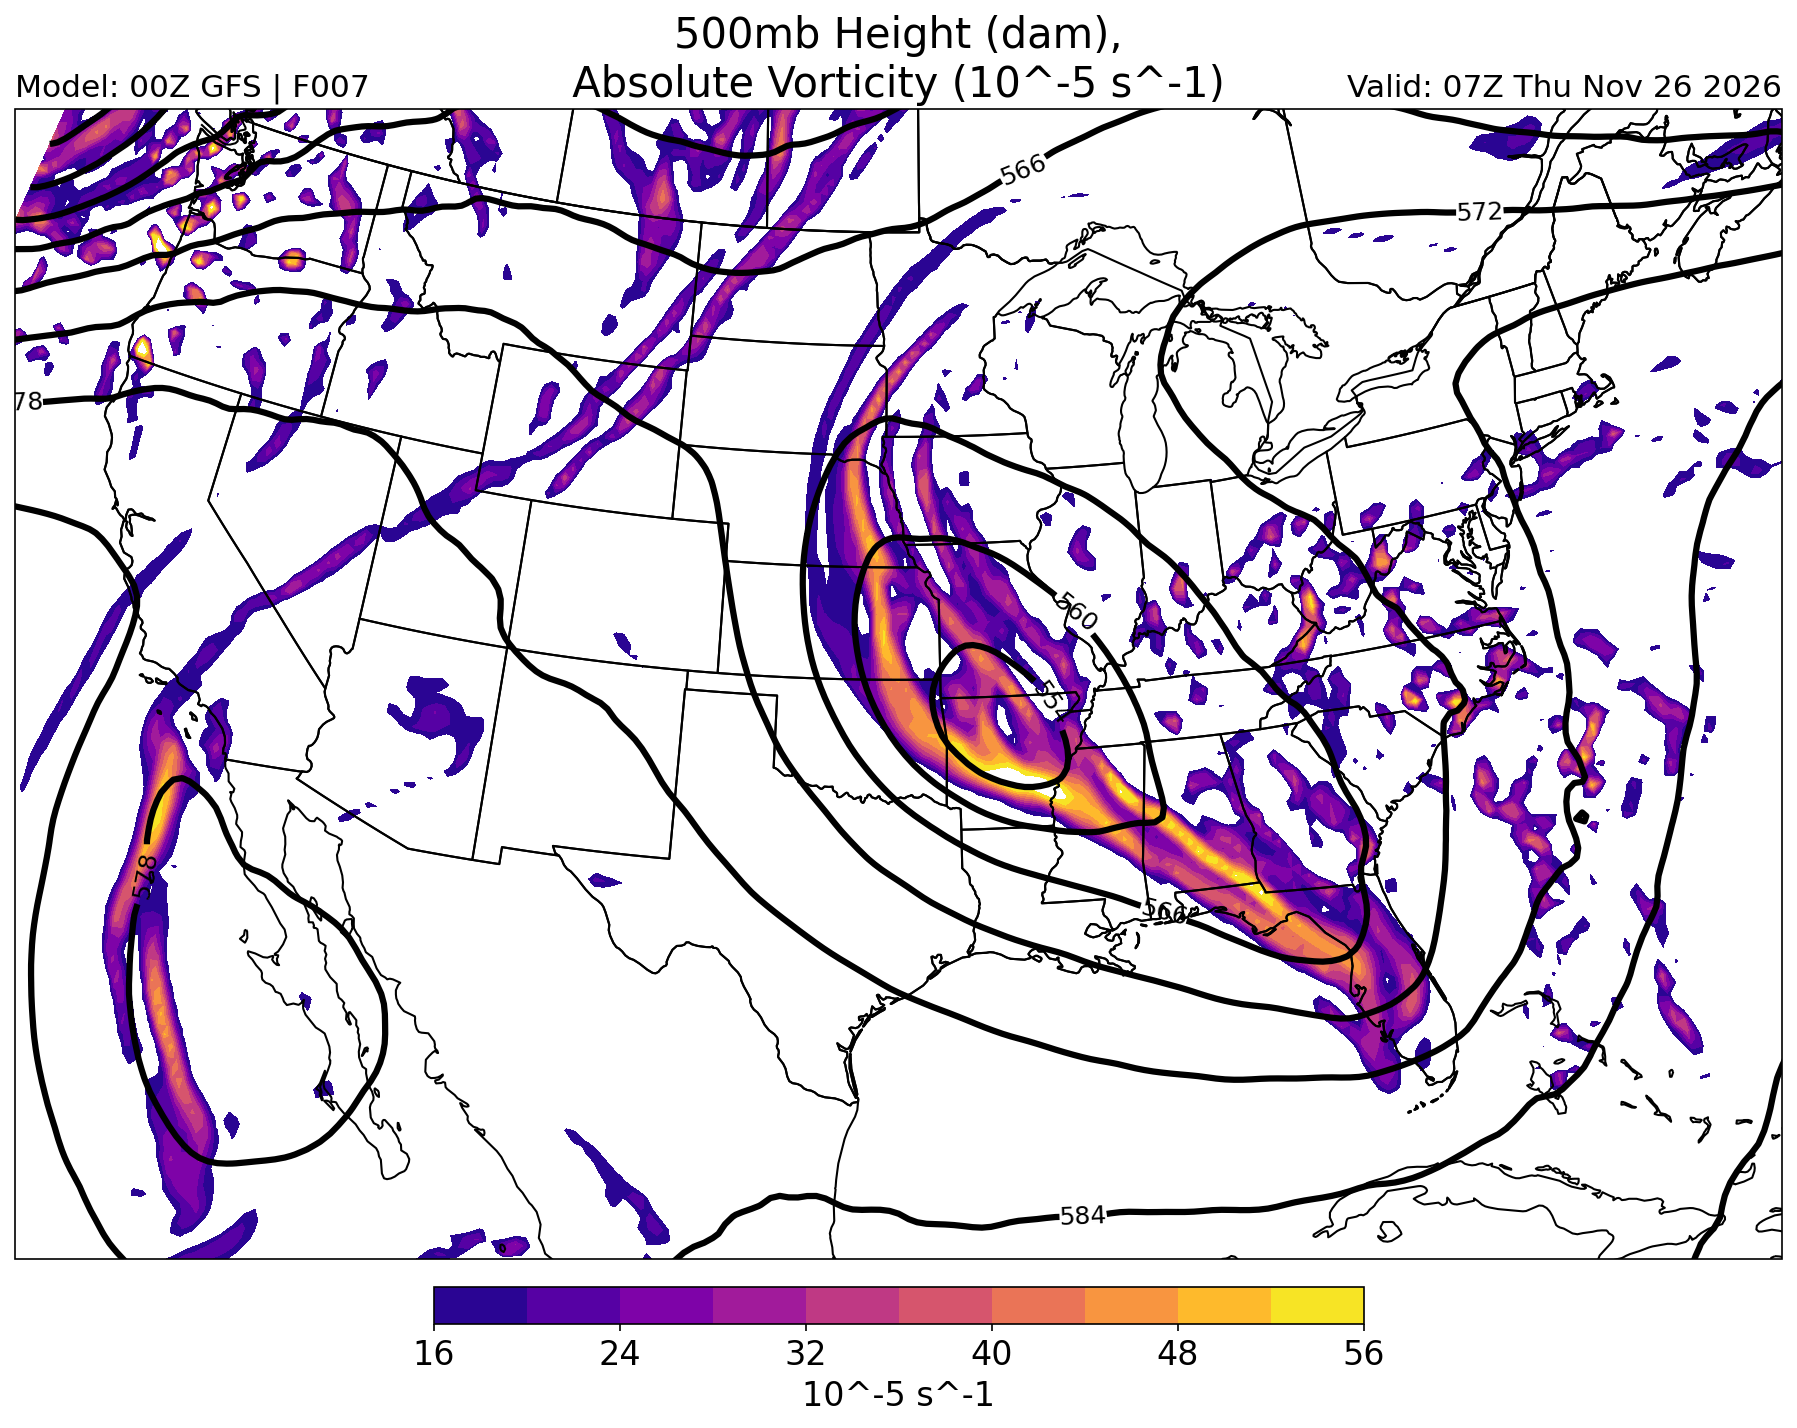 500mb Height (dam),
Model: 00Z GFS | F007
Absolute Vorticity (10^-5 s^-1)
Valid: 07Z Thu Nov 26 2026
566
572
78
560
578
566
584
16 24 32 40 48 56
10^-5 s^-1